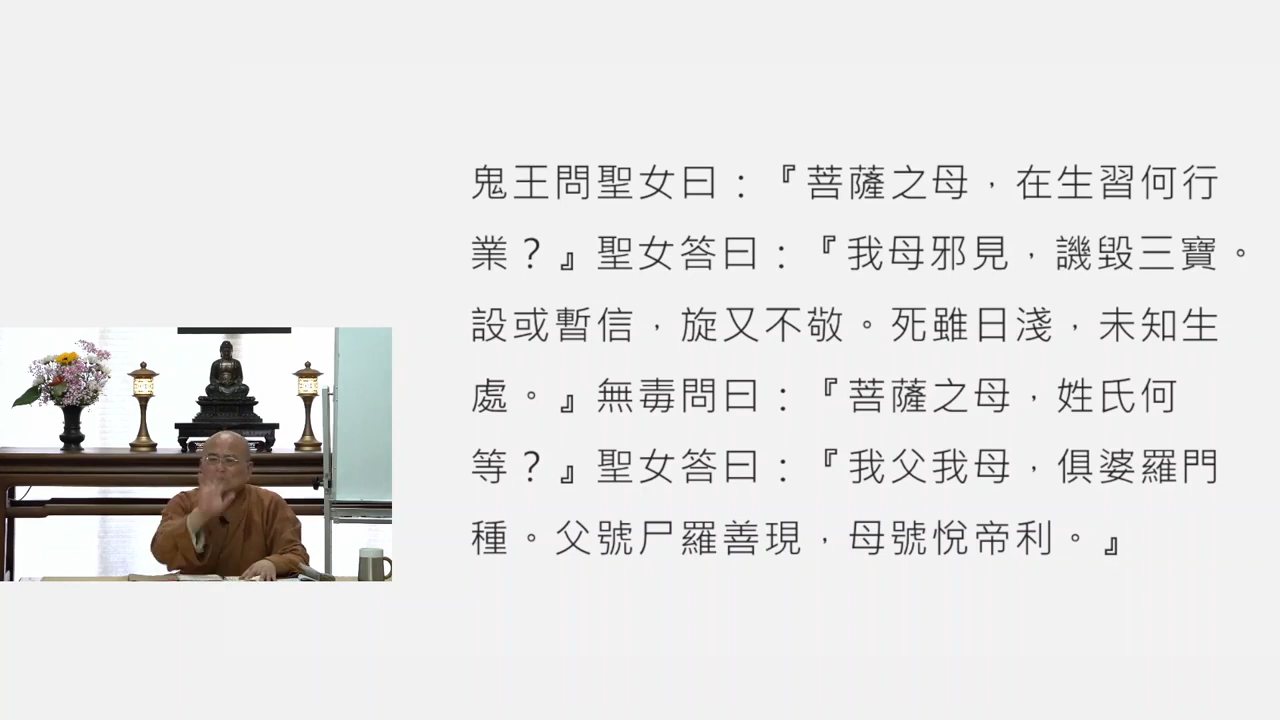 鬼王問聖女曰：『菩薩之母，在生習何行
業？』聖女答曰：『我母邪見，譏毀三寶。
設或暫信，旋又不敬。死雖日淺，未知生
處。』無毒問曰：『菩薩之母，姓氏何
等？』聖女答曰：『我父我母，俱婆羅門
種。父號尸羅善現，母號悅帝利。』